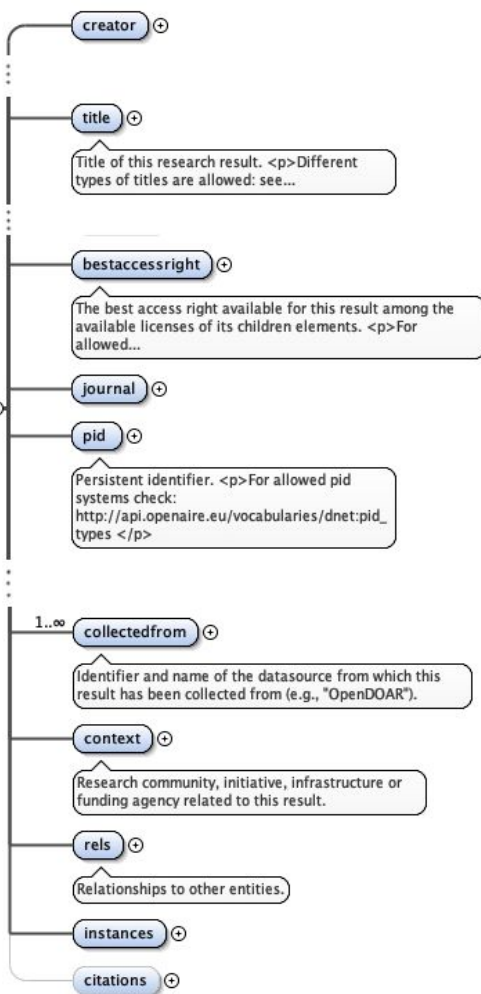 creator
title
Title of this research result. <p>Different
types of titles are allowed: see...
bestaccessright
The best access right available for this result among the
available licenses of its children elements. <p>For
allowed...
journal
pid
Persistent identifier. <p>For allowed pid
systems check:
http://api.openaire.eu/vocabularies/dnet:pid_
types </p>
1..∞
collectedfrom
Identifier and name of the datasource from which this
result has been collected from (e.g., "OpenDOAR").
context
Research community, initiative, infrastructure or
funding agency related to this result.
rels
Relationships to other entities.
instances
citations